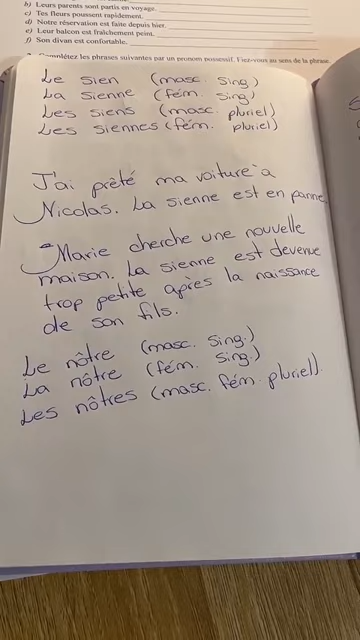 b) Leurs parents sont partis en voyage.
c) Tes fleurs poussent rapidement.
d) Notre réservation est faite depuis hier.
e) Leur balcon est fraîchement peint.
f) Son divan est confortable.
Complétez les phrases suivantes par un pronom possessif. Fiez-vous au sens de la phrase.
Le sien (masc. sing.)
La sienne (fém. sing.)
Les siens (masc. pluriel)
Les siennes (fém. pluriel)
J'ai prêté ma voiture à
Nicolas. La sienne est en panne.
Marie cherche une nouvelle
maison. La sienne est devenue
trop petite après la naissance
de son fils.
Le nôtre (masc. sing.)
La nôtre (fém. sing.)
Les nôtres (masc. fém. pluriel)